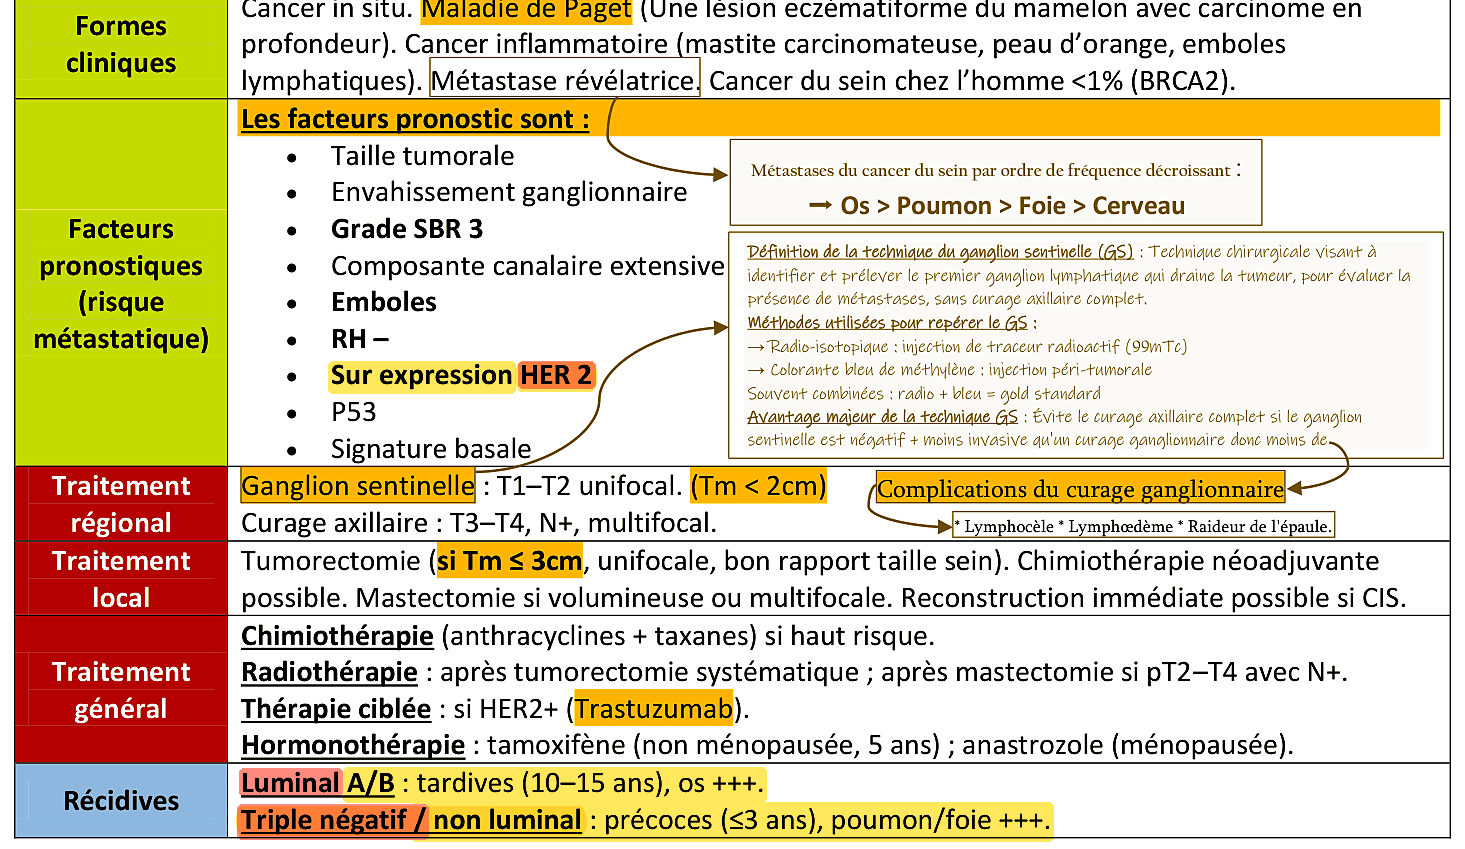 Formes
cliniques
Cancer in situ. Maladie de Paget (Une lésion eczématiforme du mamelon avec carcinome en
profondeur). Cancer inflammatoire (mastite carcinomateuse, peau d’orange, emboles
lymphatiques). Métastase révélatrice. Cancer du sein chez l’homme <1% (BRCA2).
Facteurs
pronostiques
(risque
métastatique)
Les facteurs pronostic sont :
• Taille tumorale
• Envahissement ganglionnaire
• Grade SBR 3
• Composante canalaire extensive
• Emboles
• RH –
• Sur expression HER 2
• P53
• Signature basale
Métastases du cancer du sein par ordre de fréquence décroissant :
→ Os > Poumon > Foie > Cerveau
Définition de la technique du ganglion sentinelle (GS) : Technique chirurgicale visant à
identifier et prélever le premier ganglion lymphatique qui draine la tumeur, pour évaluer la
présence de métastases, sans curage axillaire complet.
Méthodes utilisées pour repérer le GS :
→ Radio-isotopique : injection de traceur radioactif (99mTc)
→ Colorante bleu de méthylène : injection péri-tumorale
Souvent combinées : radio + bleu = gold standard
Avantage majeur de la technique GS : Évite le curage axillaire complet si le ganglion
sentinelle est négatif + moins invasive qu'un curage ganglionnaire donc moins de
Traitement
régional
Ganglion sentinelle : T1–T2 unifocal. (Tm < 2cm)
Curage axillaire : T3–T4, N+, multifocal.
Complications du curage ganglionnaire
* Lymphocèle * Lymphœdème * Raideur de l'épaule.
Traitement
local
Tumorectomie (si Tm ≤ 3cm, unifocale, bon rapport taille sein). Chimiothérapie néoadjuvante
possible. Mastectomie si volumineuse ou multifocale. Reconstruction immédiate possible si CIS.
Traitement
général
Chimiothérapie (anthracyclines + taxanes) si haut risque.
Radiothérapie : après tumorectomie systématique ; après mastectomie si pT2–T4 avec N+.
Thérapie ciblée : si HER2+ (Trastuzumab).
Hormonothérapie : tamoxifène (non ménopausée, 5 ans) ; anastrozole (ménopausée).
Récidives
Luminal A/B : tardives (10–15 ans), os +++.
Triple négatif / non luminal : précoces (≤3 ans), poumon/foie +++.